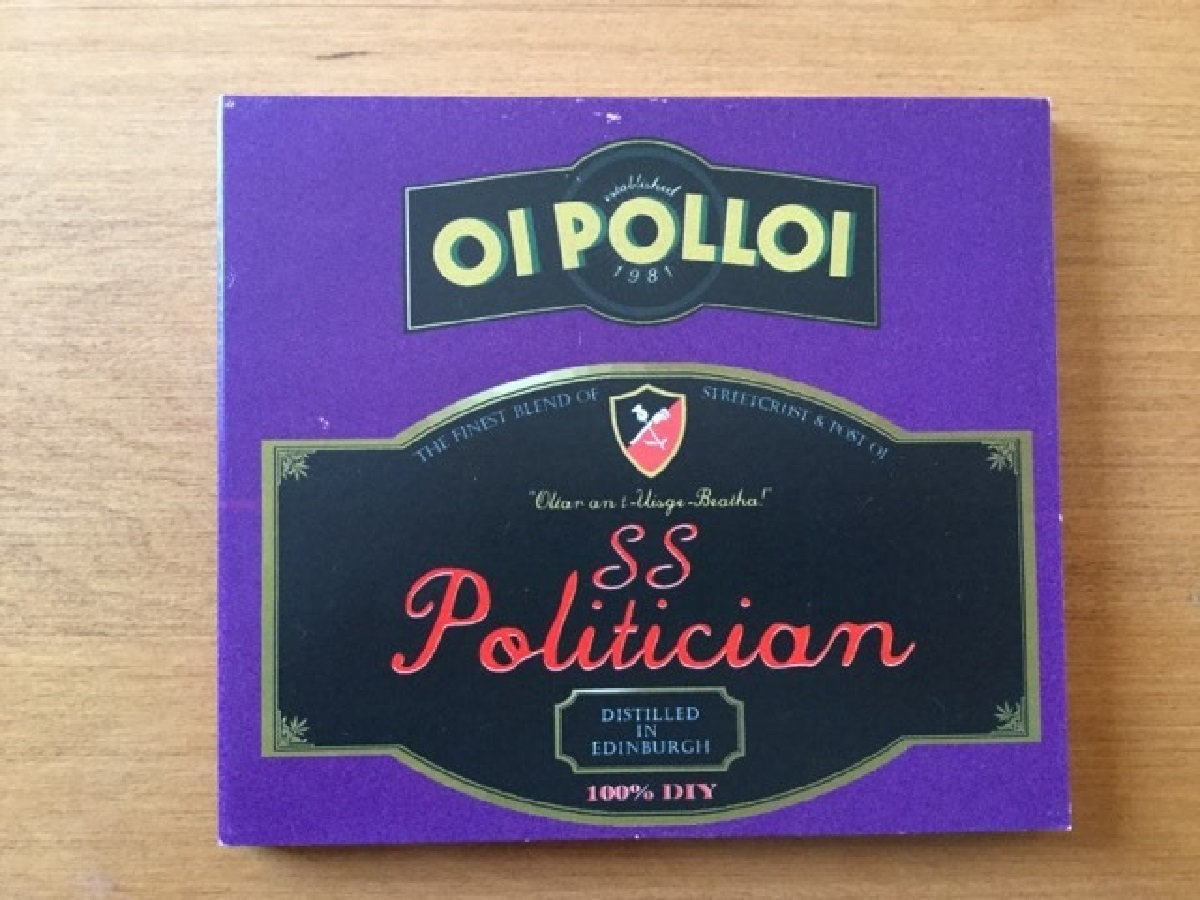 established
OI POLLOI
1981
THE FINEST BLEND OF STREETCRUST & POST OI
"Òlar an t-Uisge-Beatha!"
SS
Politician
DISTILLED
IN
EDINBURGH
100% DIY